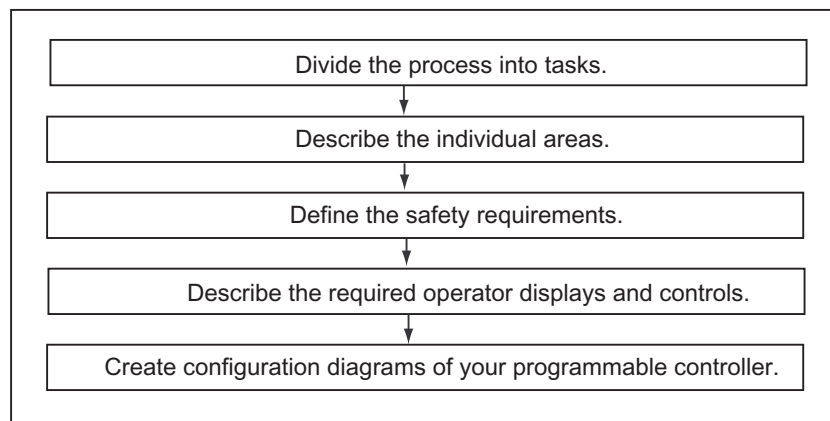 Divide the process into tasks.
Describe the individual areas.
Define the safety requirements.
Describe the required operator displays and controls.
Create configuration diagrams of your programmable controller.